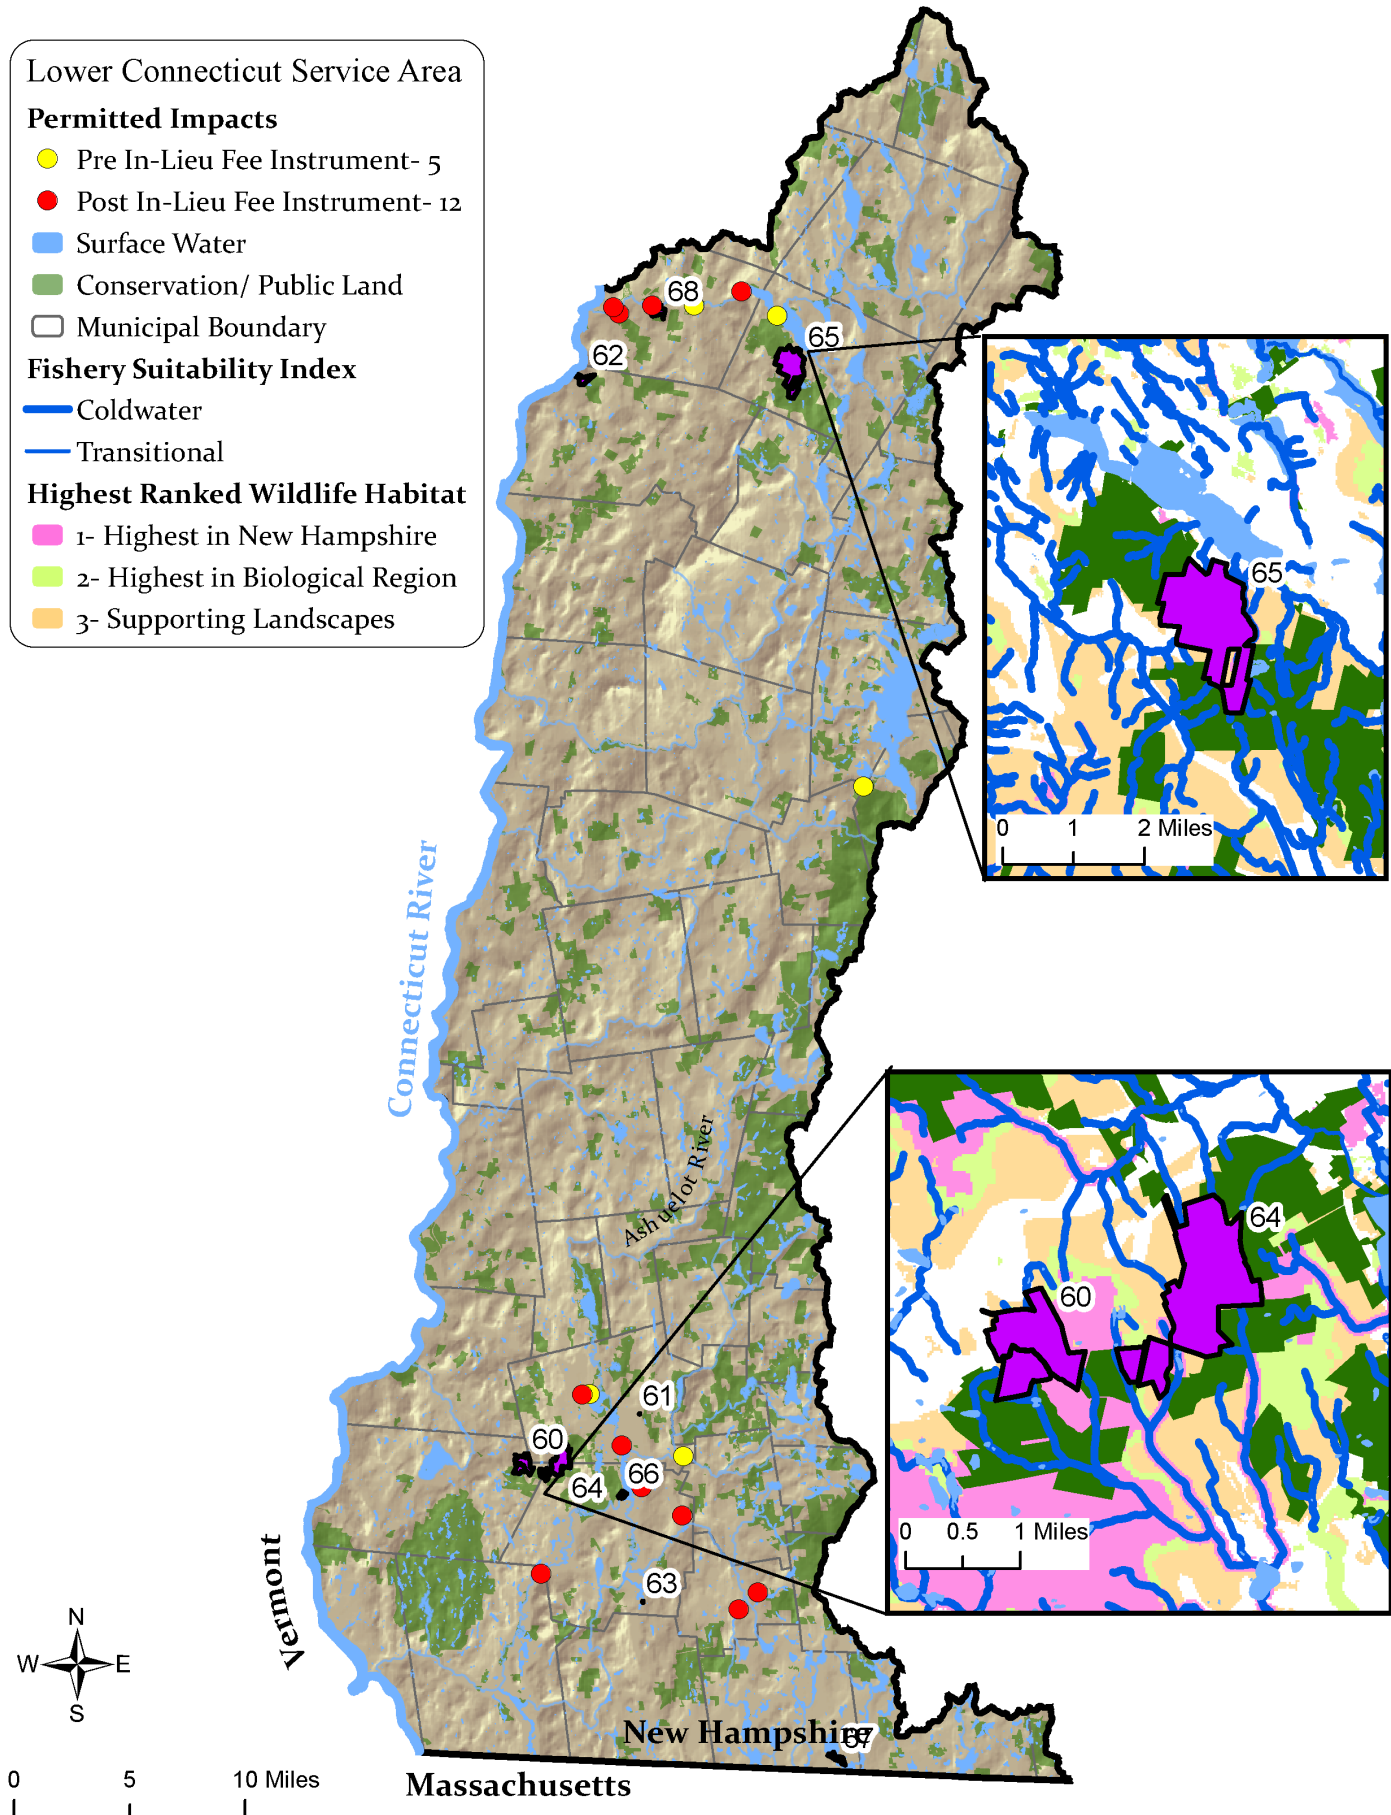 Lower Connecticut Service Area
Permitted Impacts
Pre In-Lieu Fee Instrument- 5
Post In-Lieu Fee Instrument- 12
Surface Water
Conservation/ Public Land
Municipal Boundary
Fishery Suitability Index
Coldwater
Transitional
Highest Ranked Wildlife Habitat
1- Highest in New Hampshire
2- Highest in Biological Region
3- Supporting Landscapes
68
65
62
65
0 1 2 Miles
Connecticut River
Ashuelot River
64
60
0 0.5 1 Miles
61
60
66
64
63
Vermont
N
W E
S
New Hampshire
67
Massachusetts
0 5 10 Miles